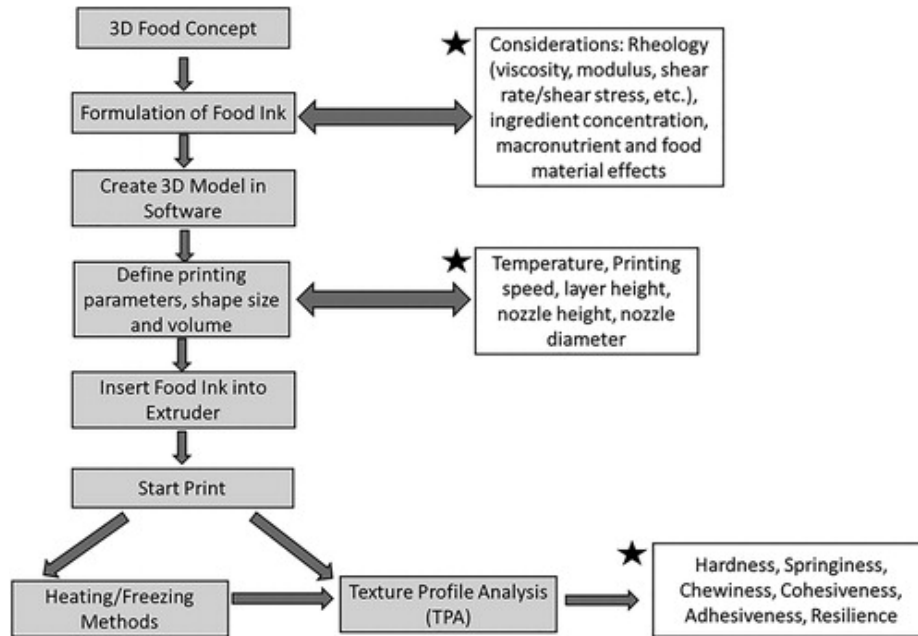 3D Food Concept
Formulation of Food Ink
Considerations: Rheology
(viscosity, modulus, shear
rate/shear stress, etc.),
ingredient concentration,
macronutrient and food
material effects
Create 3D Model in
Software
Define printing
parameters, shape size
and volume
Temperature, Printing
speed, layer height,
nozzle height, nozzle
diameter
Insert Food Ink into
Extruder
Start Print
Heating/Freezing
Methods
Texture Profile Analysis
(TPA)
Hardness, Springiness,
Chewiness, Cohesiveness,
Adhesiveness, Resilience